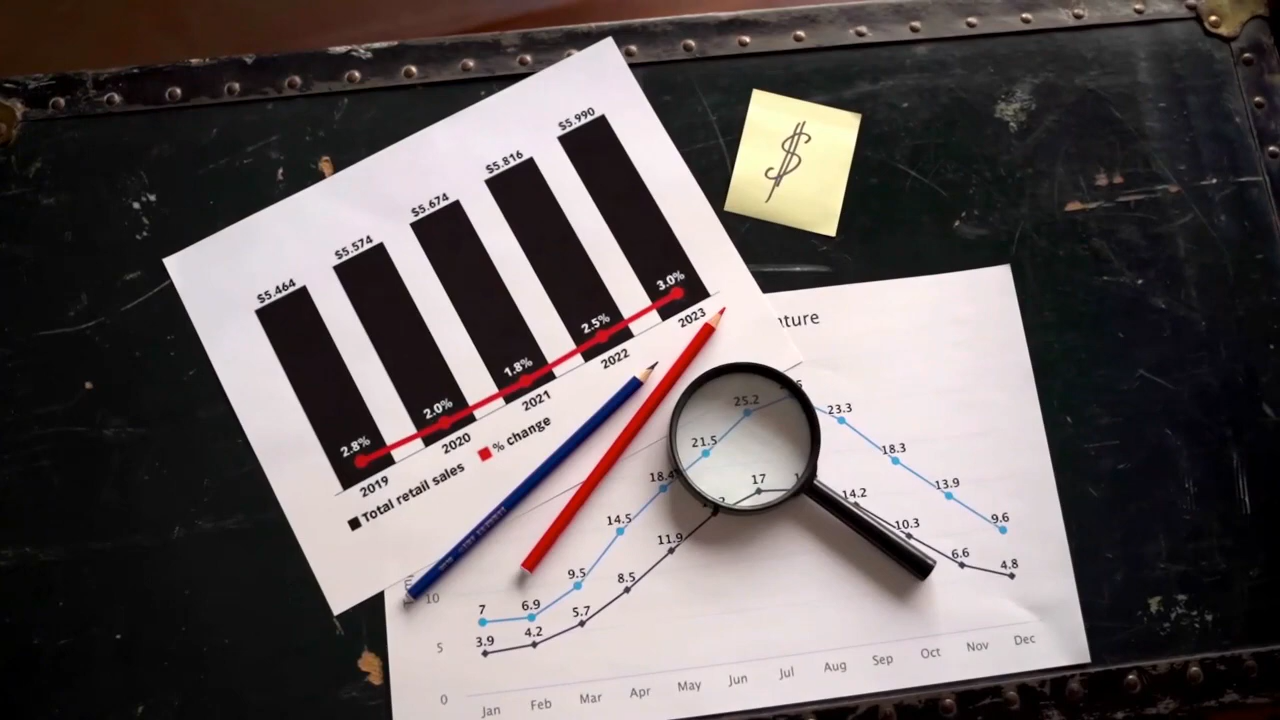 $5.464
$5.574
$5.674
$5.816
$5.990
2.8%
2.0%
1.8%
2.5%
3.0%
2019
2020
2021
2022
2023
Total retail sales
% change
$
25.2
23.3
21.5
18.4
18.3
17
14.5
14.2
13.9
11.9
10.3
9.5
9.6
8.5
7
6.9
6.6
5.7
4.8
3.9
4.2
10
5
0
Jan
Feb
Mar
Apr
May
Jun
Jul
Aug
Sep
Oct
Nov
Dec